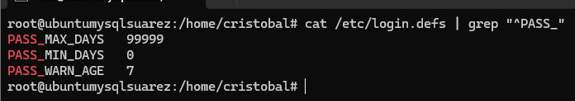 root@ubuntumysqlsuarez:/home/cristobal# cat /etc/login.defs | grep "^PASS_"
PASS_MAX_DAYS   99999
PASS_MIN_DAYS   0
PASS_WARN_AGE   7
root@ubuntumysqlsuarez:/home/cristobal#